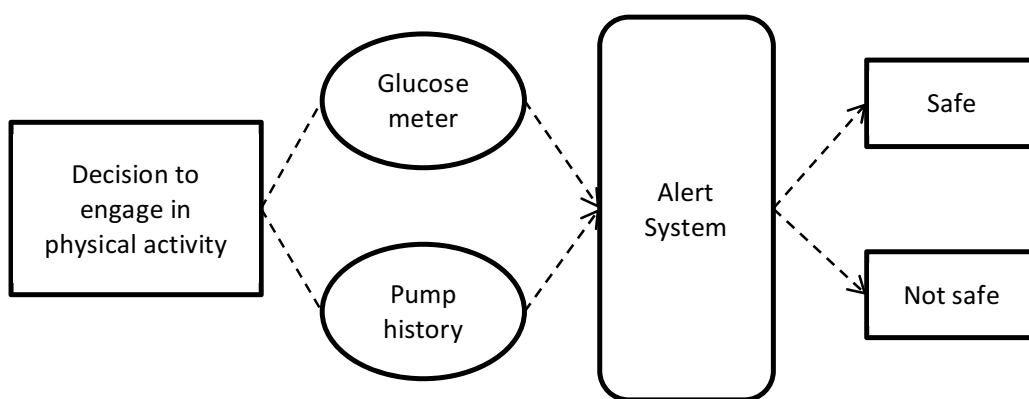 Decision to
engage in
physical activity
Glucose
meter
Pump
history
Alert
System
Safe
Not safe